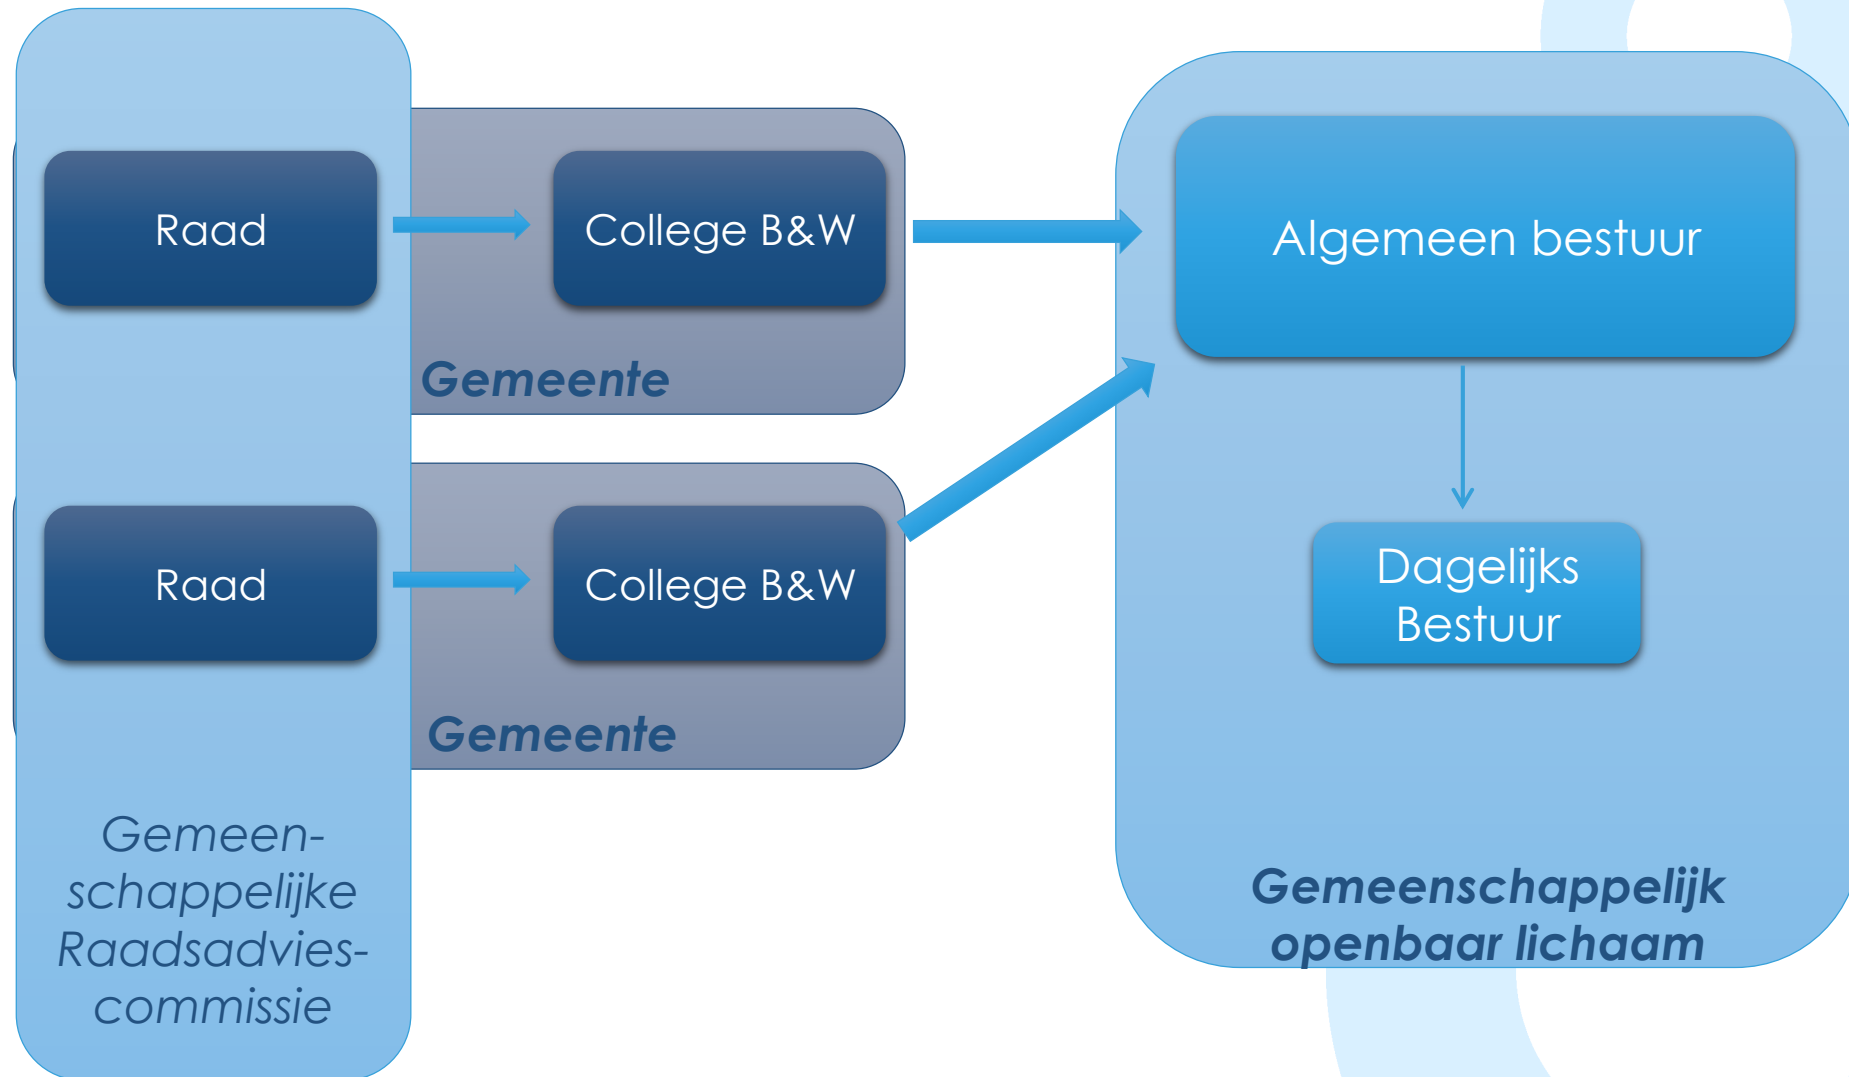 Raad
College B&W
Gemeente
Raad
College B&W
Gemeente
Gemeen-
schappelijke
Raadsadvies-
commissie
Algemeen bestuur
Dagelijks
Bestuur
Gemeenschappelijk
openbaar lichaam